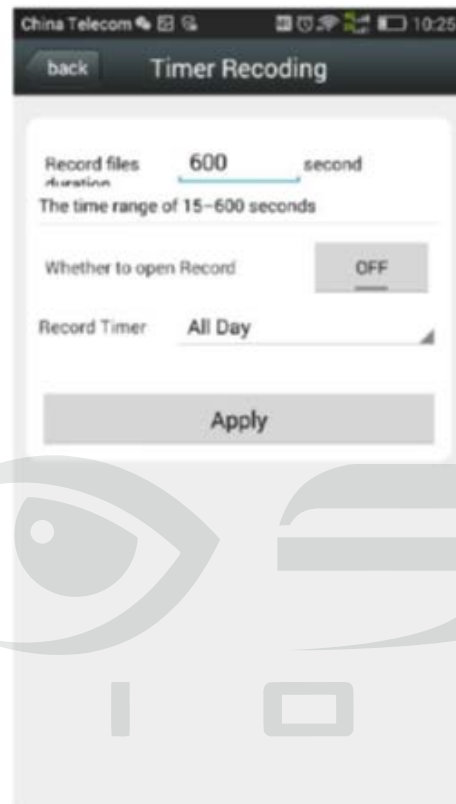 China Telecom 10:25
back Timer Recoding
Record files duration 600 second
The time range of 15-600 seconds
Whether to open Record OFF
Record Timer All Day
Apply